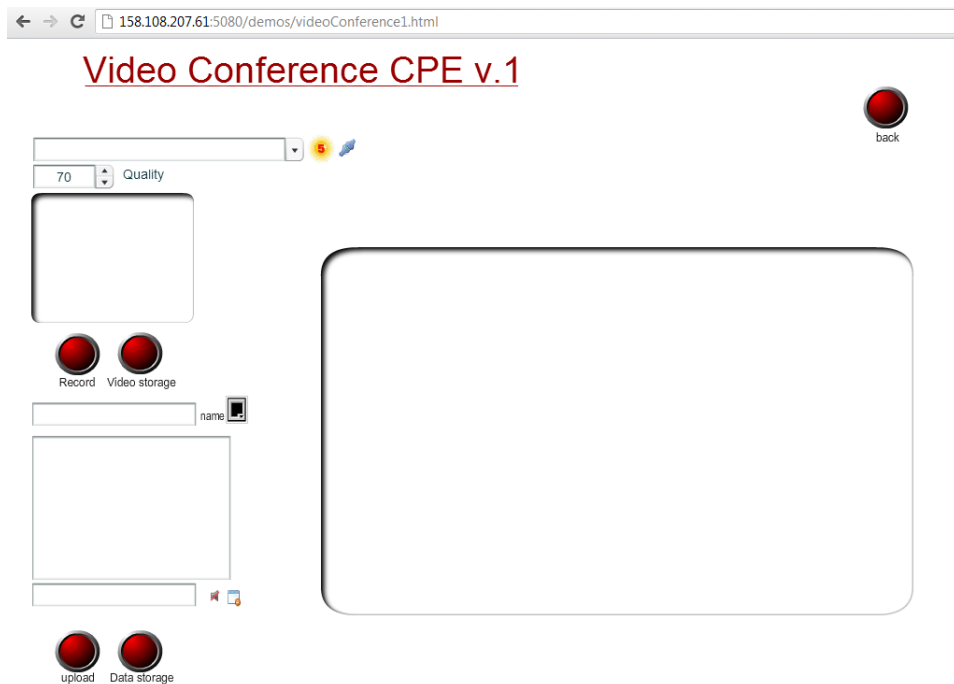 158.108.207.61:5080/demos/videoConference1.html
Video Conference CPE v.1
back
5
70 Quality
Record Video storage
name
upload Data storage